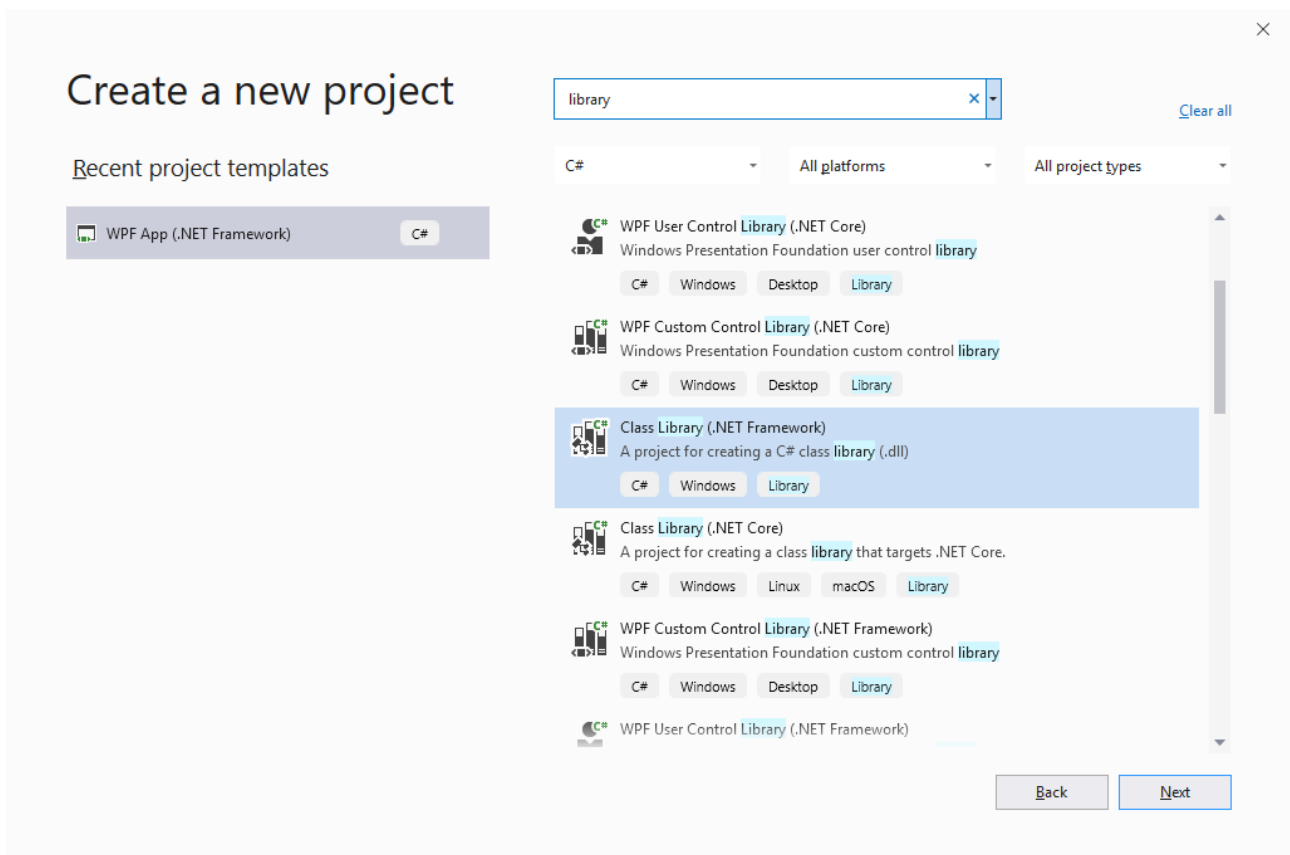 Create a new project
library
Clear all
Recent project templates
C#
All platforms
All project types
WPF App (.NET Framework)
C#
WPF User Control Library (.NET Core)
Windows Presentation Foundation user control library
C# Windows Desktop Library
WPF Custom Control Library (.NET Core)
Windows Presentation Foundation custom control library
C# Windows Desktop Library
Class Library (.NET Framework)
A project for creating a C# class library (.dll)
C# Windows Library
Class Library (.NET Core)
A project for creating a class library that targets .NET Core.
C# Windows Linux macOS Library
WPF Custom Control Library (.NET Framework)
Windows Presentation Foundation custom control library
C# Windows Desktop Library
WPF User Control Library (.NET Framework)
Back
Next